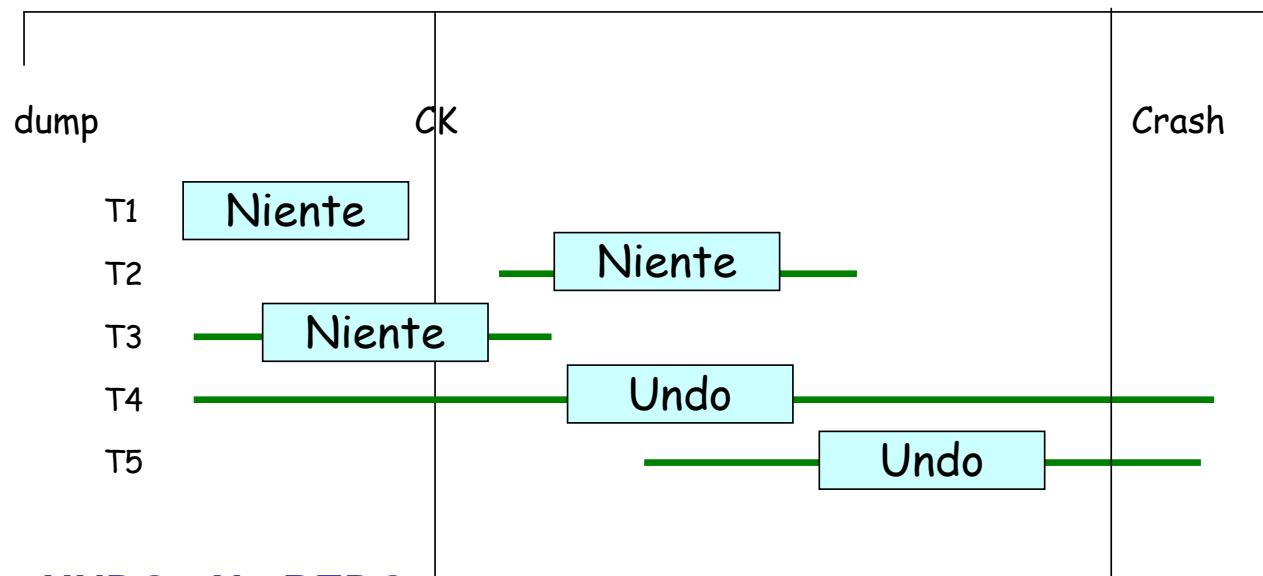 dump CK Crash
T1 Niente
T2 Niente
T3 Niente
T4 Undo
T5 Undo